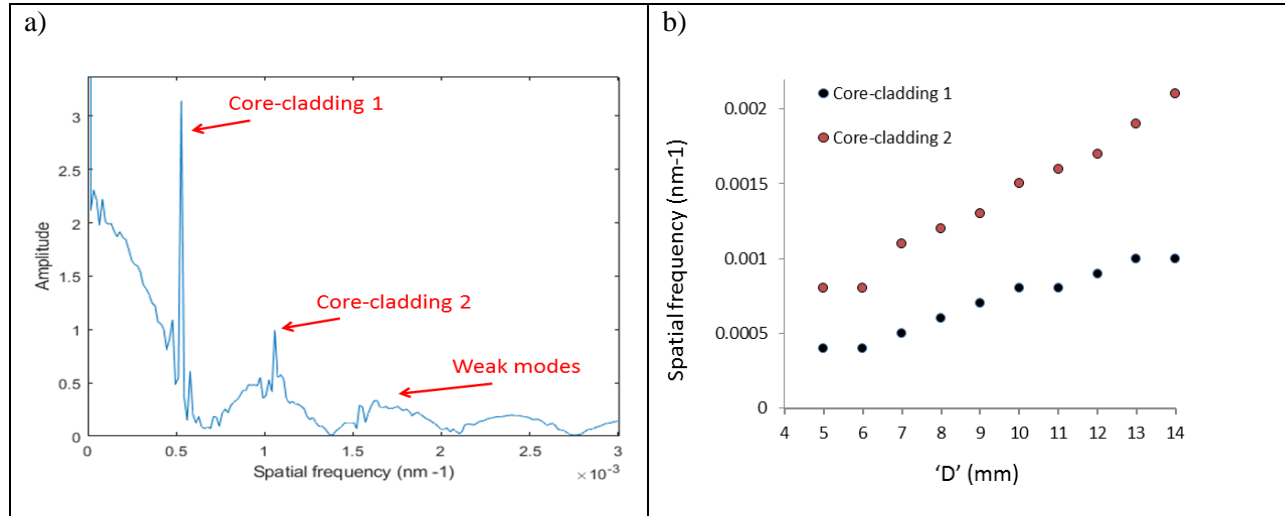 a)
Core-cladding 1
Core-cladding 2
Weak modes
Amplitude
3
2.5
2
1.5
1
0.5
0
0
0.5
1
1.5
2
2.5
3
Spatial frequency (nm -1)
×10⁻³
b)
Core-cladding 1
Core-cladding 2
Spatial frequency (nm-1)
0.002
0.0015
0.001
0.0005
0
4
5
6
7
8
9
10
11
12
13
14
‘D’ (mm)